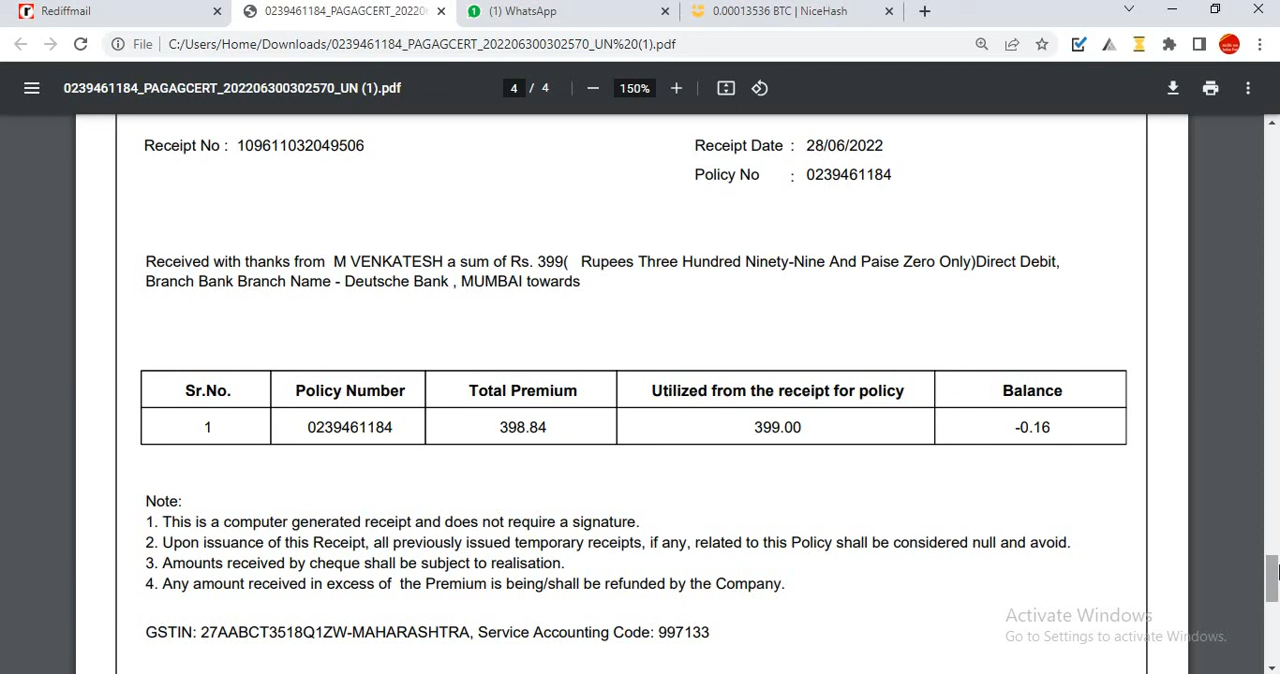 Rediffmail
0239461184_PAGAGCERT_20220
(1) WhatsApp
0.00013536 BTC | NiceHash
File C:/Users/Home/Downloads/0239461184_PAGAGCERT_202206300302570_UN%20(1).pdf
0239461184_PAGAGCERT_202206300302570_UN (1).pdf 4 / 4 150%
Receipt No : 109611032049506 Receipt Date : 28/06/2022
Policy No : 0239461184
Received with thanks from M VENKATESH a sum of Rs. 399( Rupees Three Hundred Ninety-Nine And Paise Zero Only)Direct Debit,
Branch Bank Branch Name - Deutsche Bank , MUMBAI towards
Sr.No. Policy Number Total Premium Utilized from the receipt for policy Balance
1 0239461184 398.84 399.00 -0.16
Note:
1. This is a computer generated receipt and does not require a signature.
2. Upon issuance of this Receipt, all previously issued temporary receipts, if any, related to this Policy shall be considered null and avoid.
3. Amounts received by cheque shall be subject to realisation.
4. Any amount received in excess of the Premium is being/shall be refunded by the Company.
GSTIN: 27AABCT3518Q1ZW-MAHARASHTRA, Service Accounting Code: 997133
Activate Windows
Go to Settings to activate Windows.